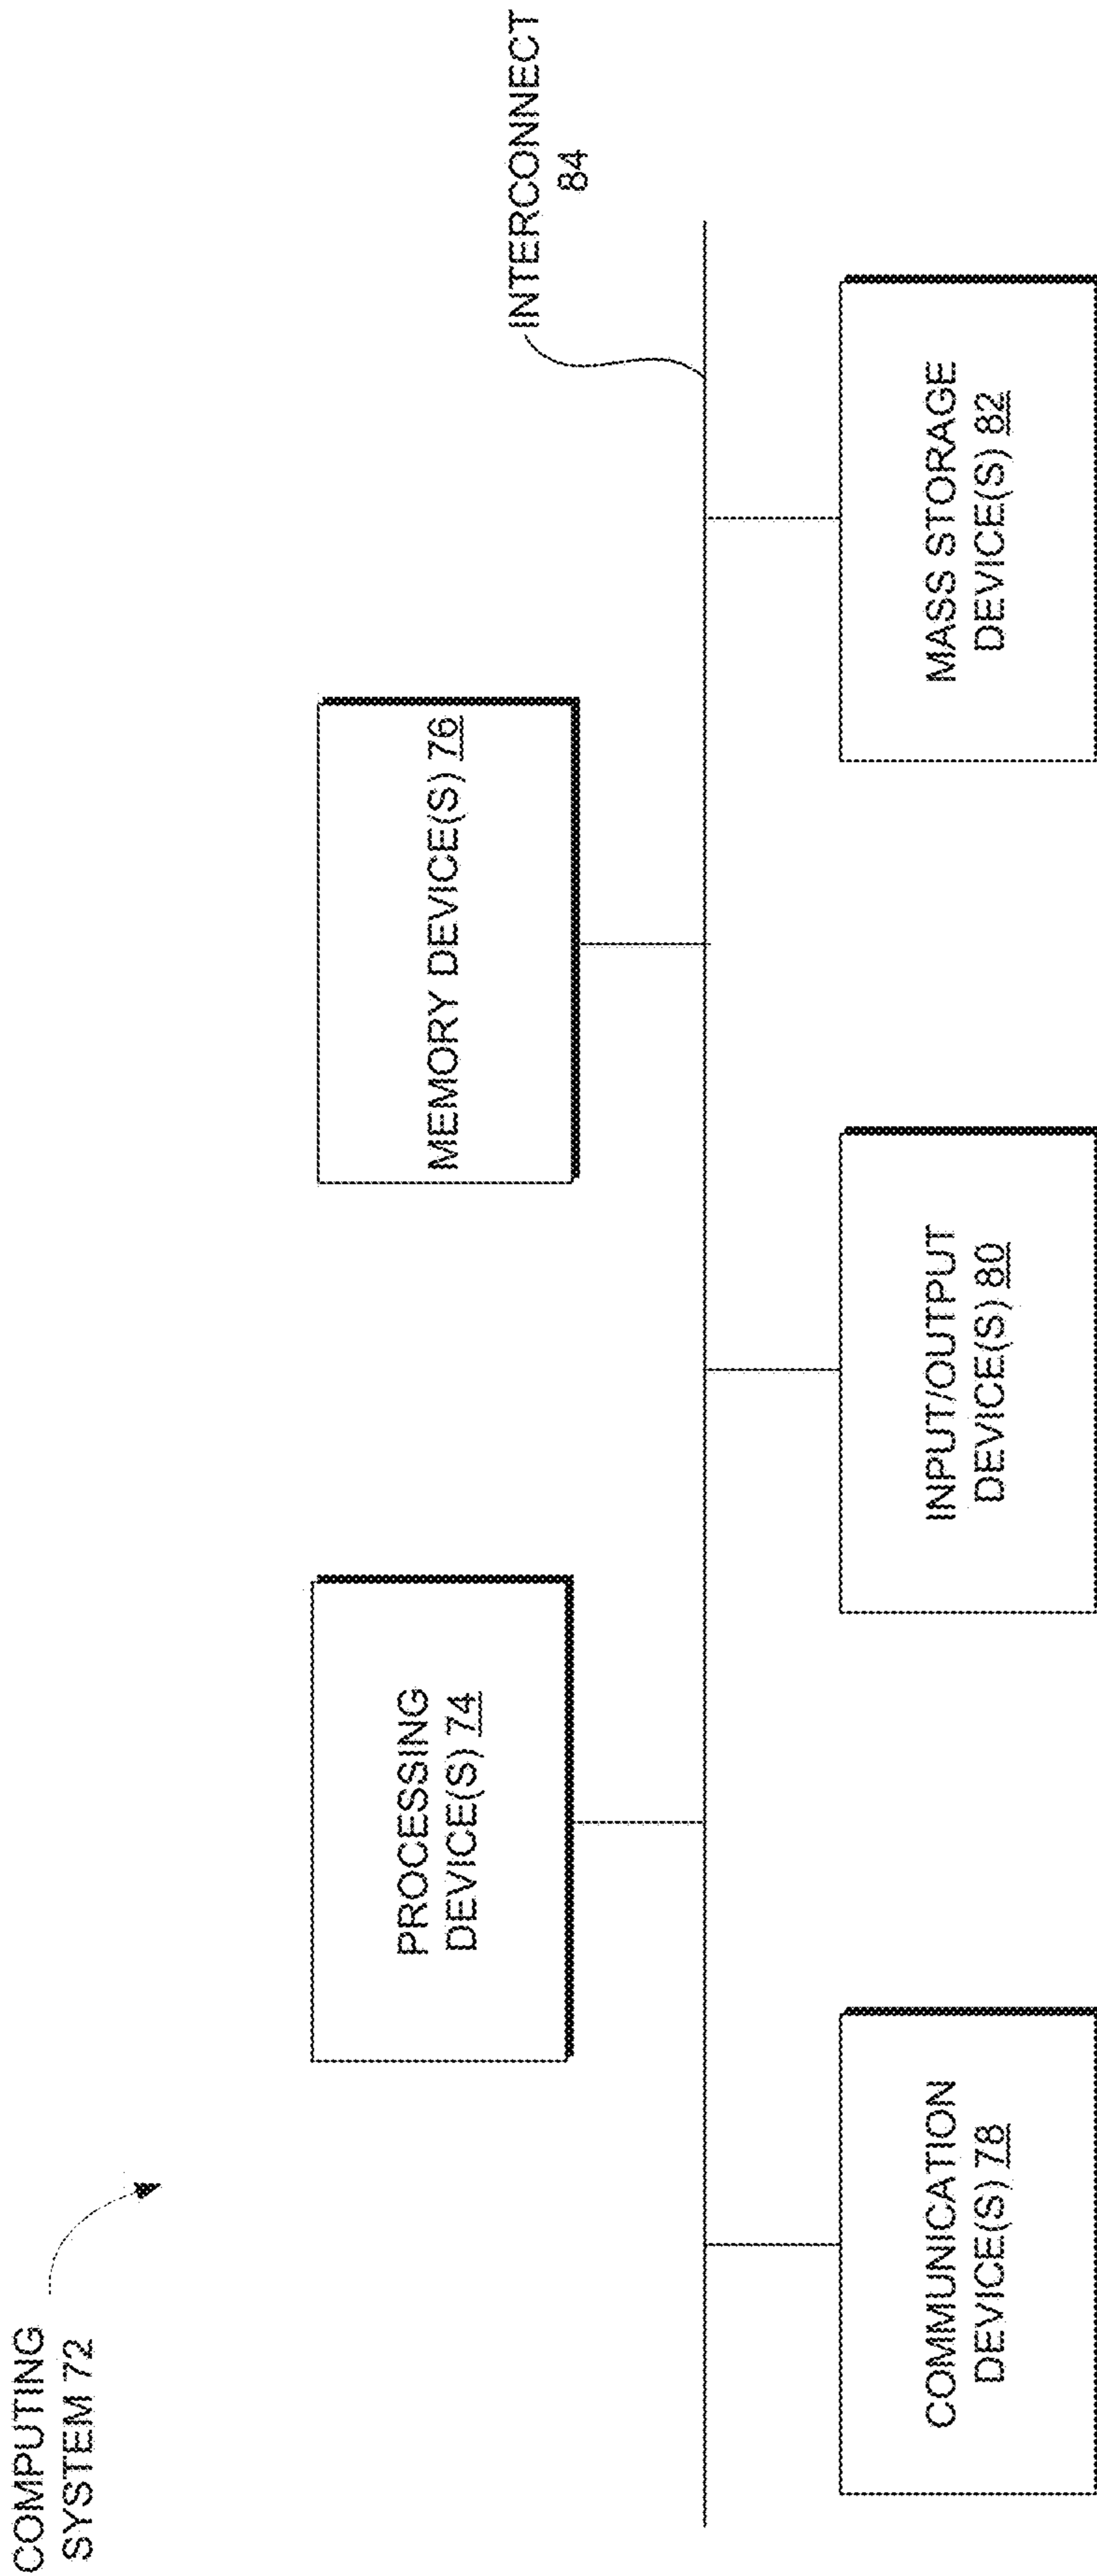 COMPUTING
SYSTEM 72
PROCESSING
DEVICE(S) 74
MEMORY DEVICE(S) 76
INTERCONNECT
84
COMMUNICATION
DEVICE(S) 78
INPUT/OUTPUT
DEVICE(S) 80
MASS STORAGE
DEVICE(S) 82